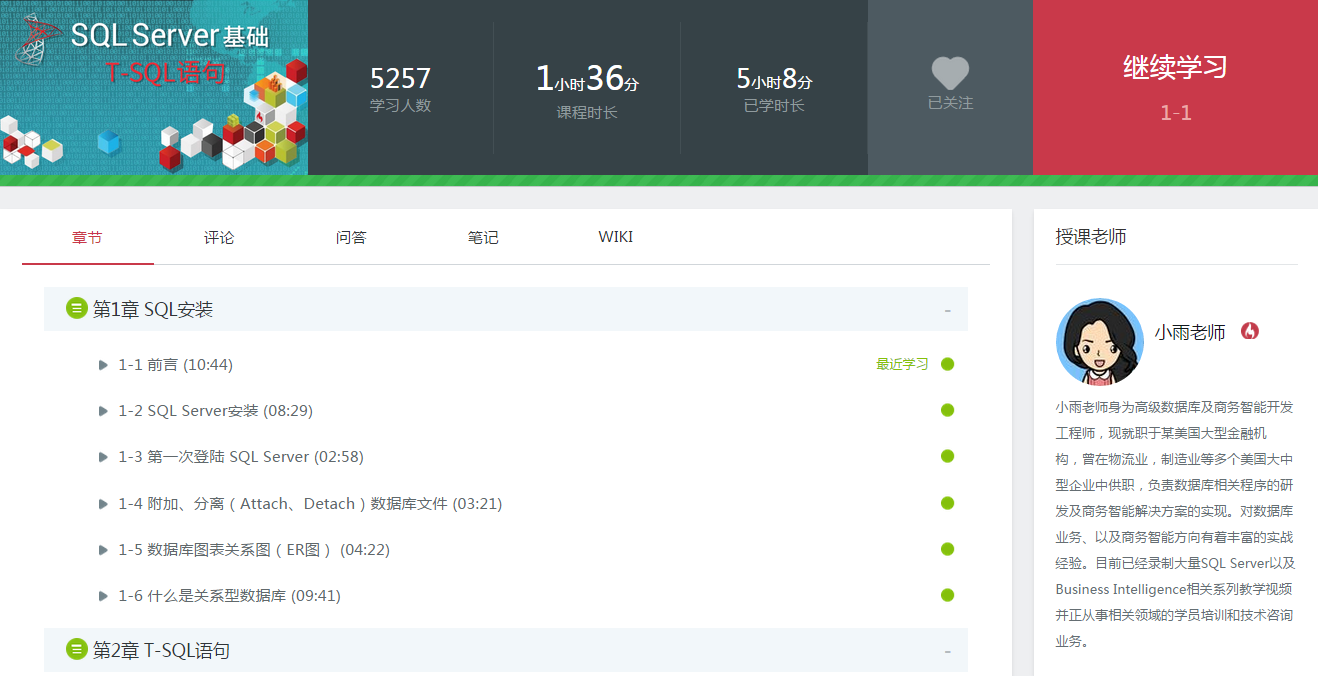 SQL Server基础
T-SQL语句
5257
学习人数
1小时36分
课程时长
5小时8分
已学时长
已关注
继续学习
1-1
章节 评论 问答 笔记 WIKI
第1章 SQL安装 -
1-1 前言 (10:44) 最近学习
1-2 SQL Server安装 (08:29)
1-3 第一次登陆 SQL Server (02:58)
1-4 附加、分离（Attach、Detach）数据库文件 (03:21)
1-5 数据库图表关系图（ER图） (04:22)
1-6 什么是关系型数据库 (09:41)
第2章 T-SQL语句 -
授课老师
小雨老师
小雨老师身为高级数据库及商务智能开发
工程师，现就职于某美国大型金融机
构，曾在物流业，制造业等多个美国大中
型企业中供职，负责数据库相关程序的研
发及商务智能解决方案的实现。对数据库
业务、以及商务智能方向有着丰富的实战
经验。目前已经录制大量SQL Server以及
Business Intelligence相关系列教学视频
并正从事相关领域的学员培训和技术咨询
业务。